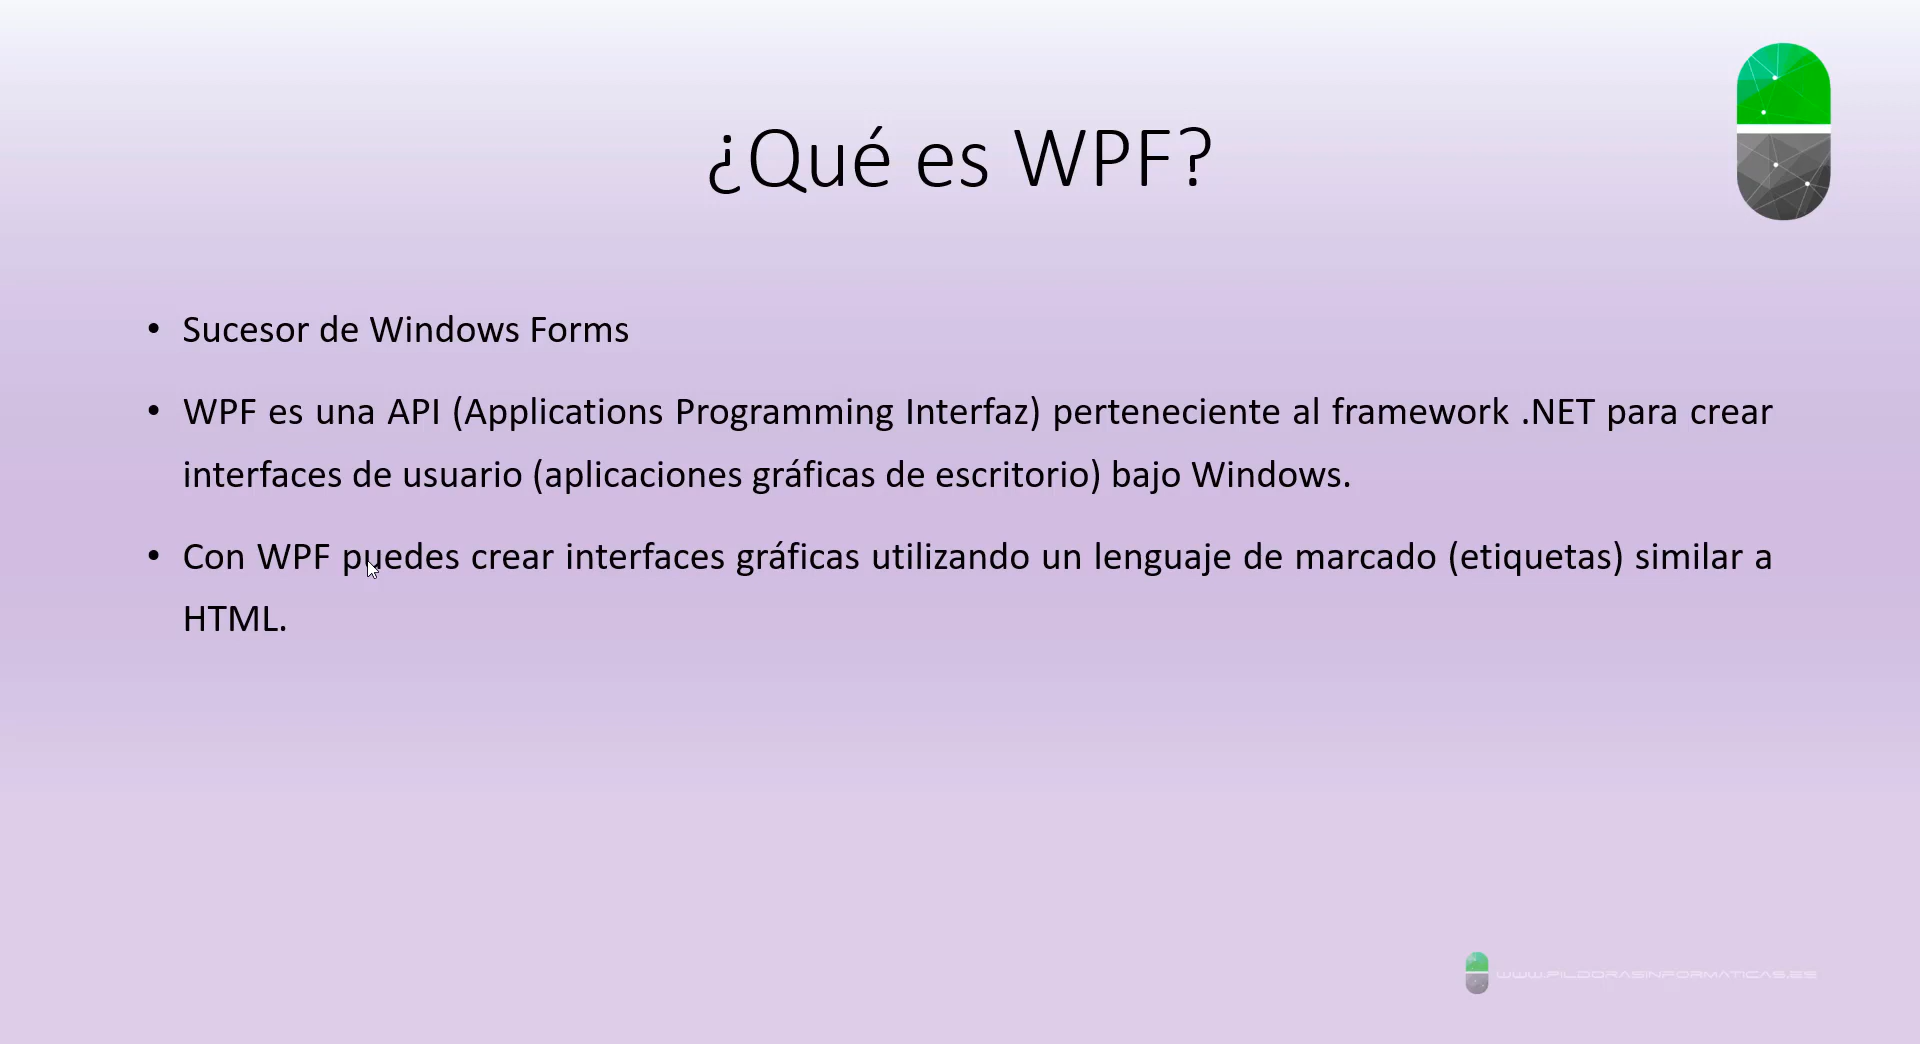 ¿Qué es WPF?
• Sucesor de Windows Forms
• WPF es una API (Applications Programming Interfaz) perteneciente al framework .NET para crear
interfaces de usuario (aplicaciones gráficas de escritorio) bajo Windows.
• Con WPF puedes crear interfaces gráficas utilizando un lenguaje de marcado (etiquetas) similar a
HTML.
WWW.PILDORASINFORMATICAS.ES